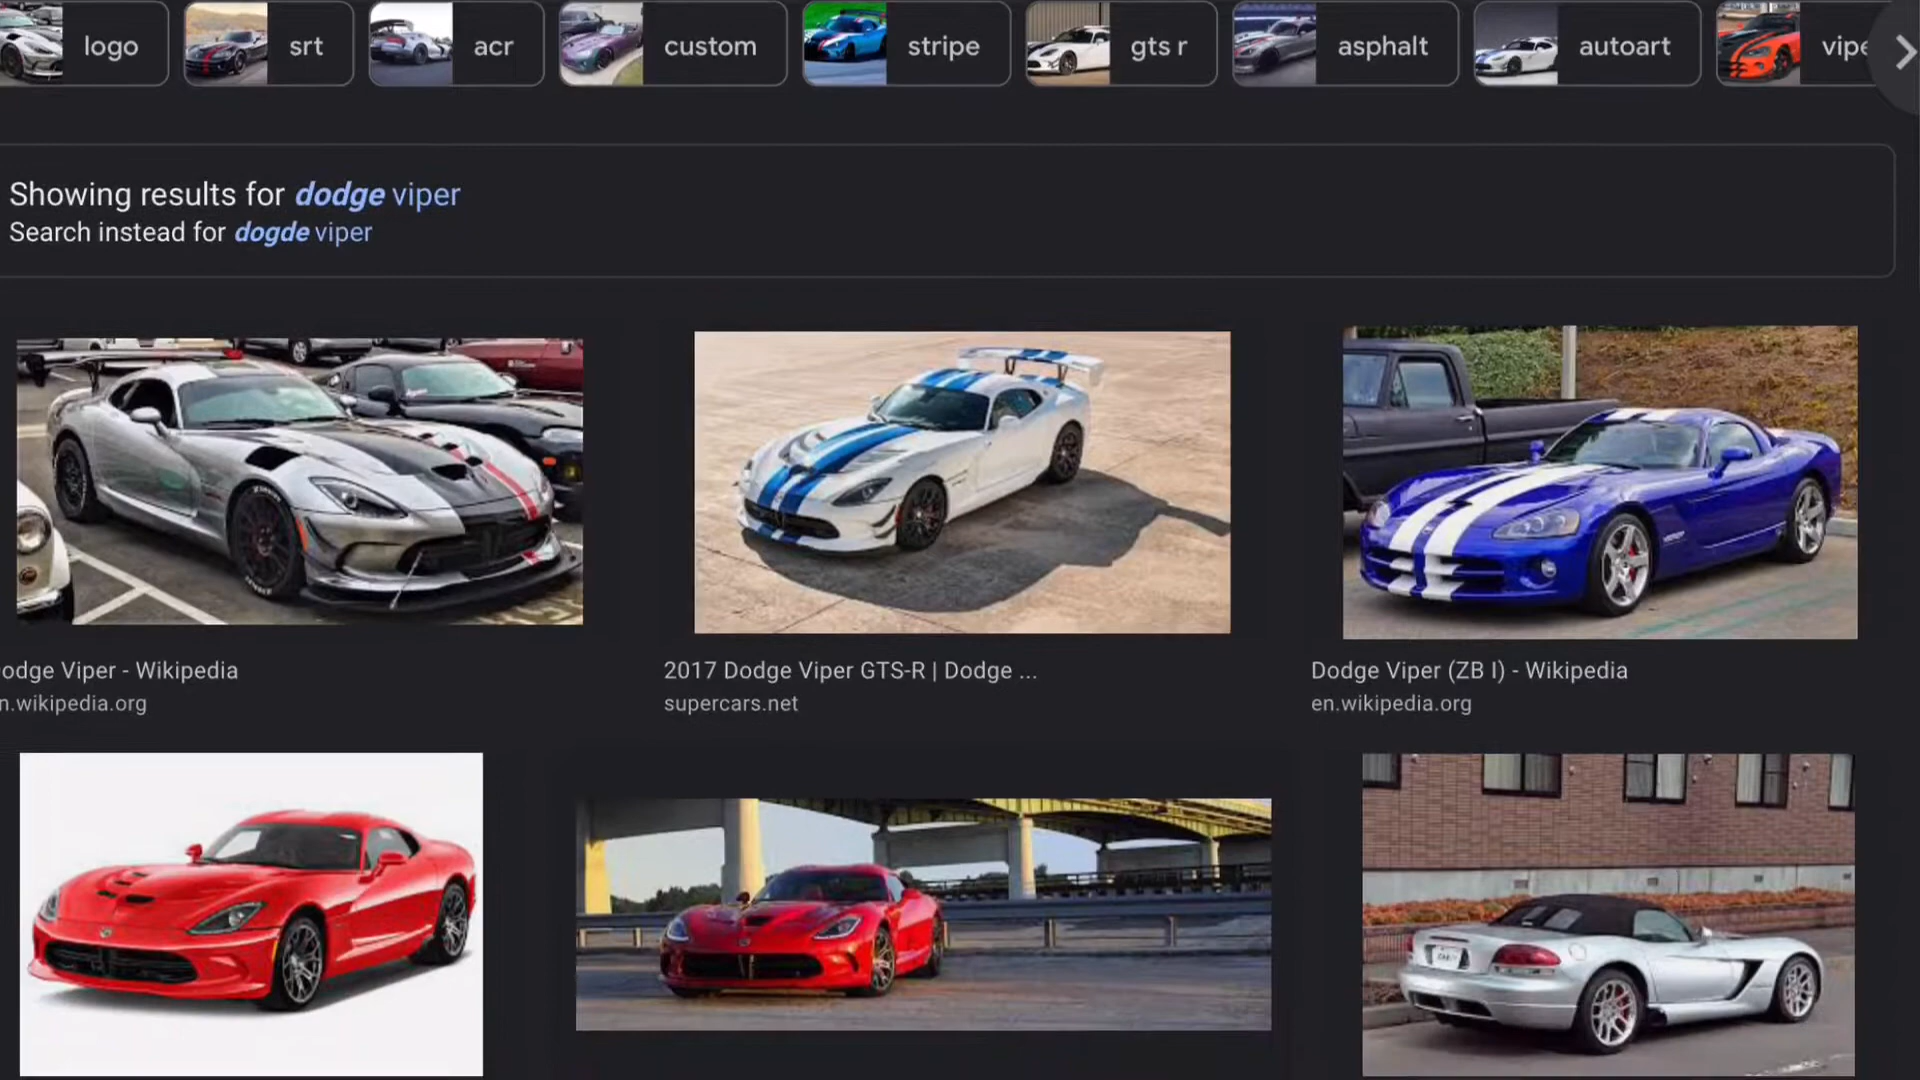 logo
srt
acr
custom
stripe
gts r
asphalt
autoart
vipe
Showing results for dodge viper
Search instead for dogde viper
odge Viper - Wikipedia
n.wikipedia.org
2017 Dodge Viper GTS-R | Dodge ...
supercars.net
Dodge Viper (ZB I) - Wikipedia
en.wikipedia.org